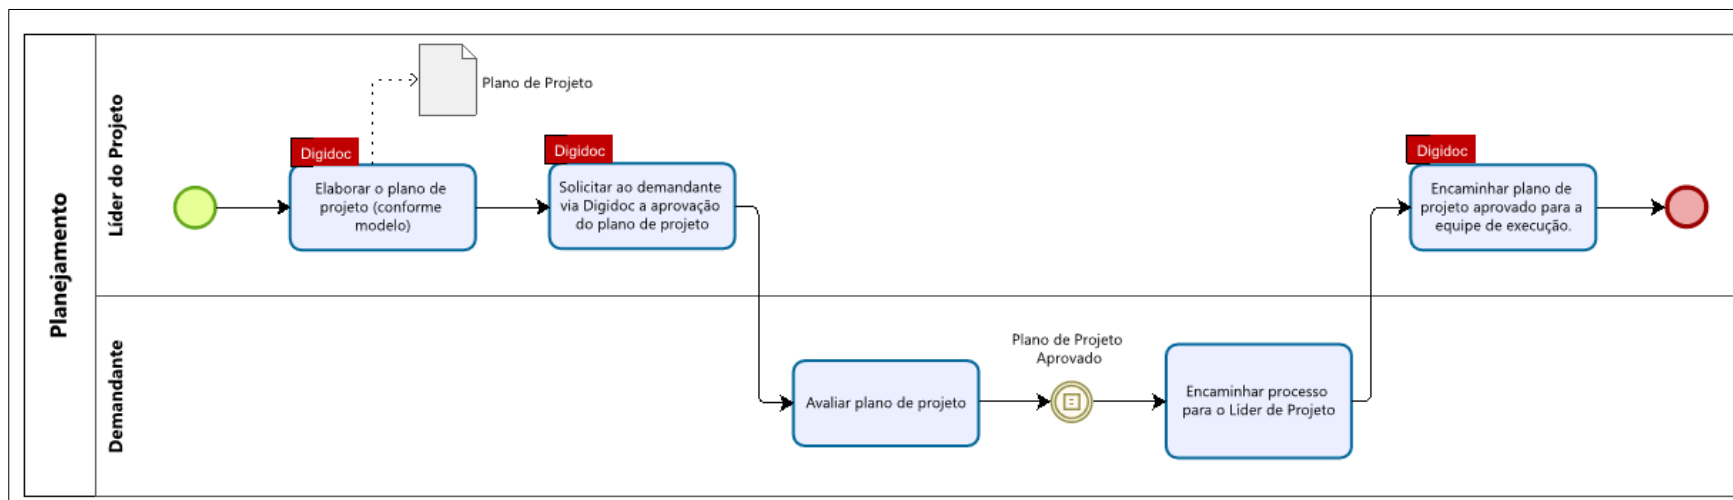 Planejamento
Líder do Projeto
Plano de Projeto
Digidoc
Elaborar o plano de
projeto (conforme
modelo)
Digidoc
Solicitar ao demandante
via Digidoc a aprovação
do plano de projeto
Digidoc
Encaminhar plano de
projeto aprovado para a
equipe de execução.
Demandante
Avaliar plano de projeto
Plano de Projeto
Aprovado
Encaminhar processo
para o Líder de Projeto